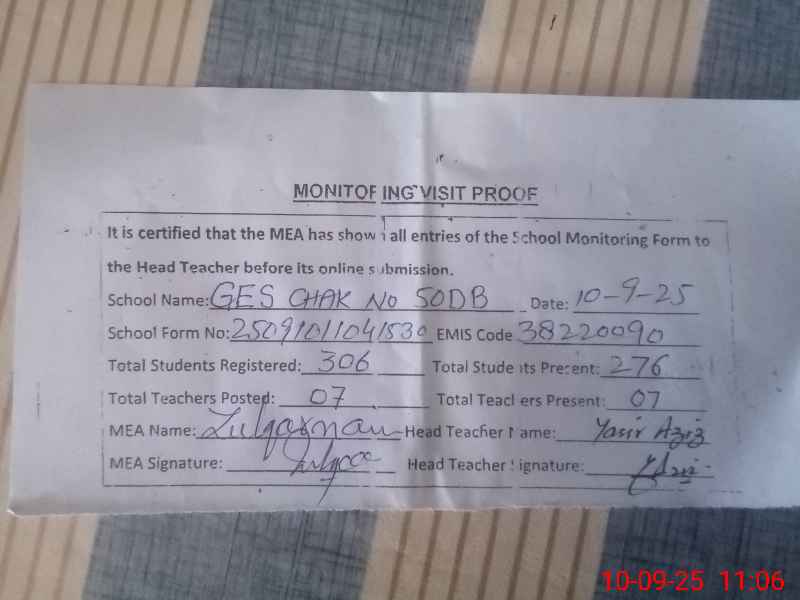 MONITORING VISIT PROOF
It is certified that the MEA has shown all entries of the School Monitoring Form to
the Head Teacher before its online submission.
School Name: GES CHAK NO 50DB Date: 10-9-25
School Form No: 25091011041530 EMIS Code 38220090
Total Students Registered: 306 Total Students Precent: 276
Total Teachers Posted: 07 Total Teachers Present: 07
MEA Name: Zulqarnan Head Teacher Name: Yasir Aziz
MEA Signature: Head Teacher Signature:
10-09-25 11:06